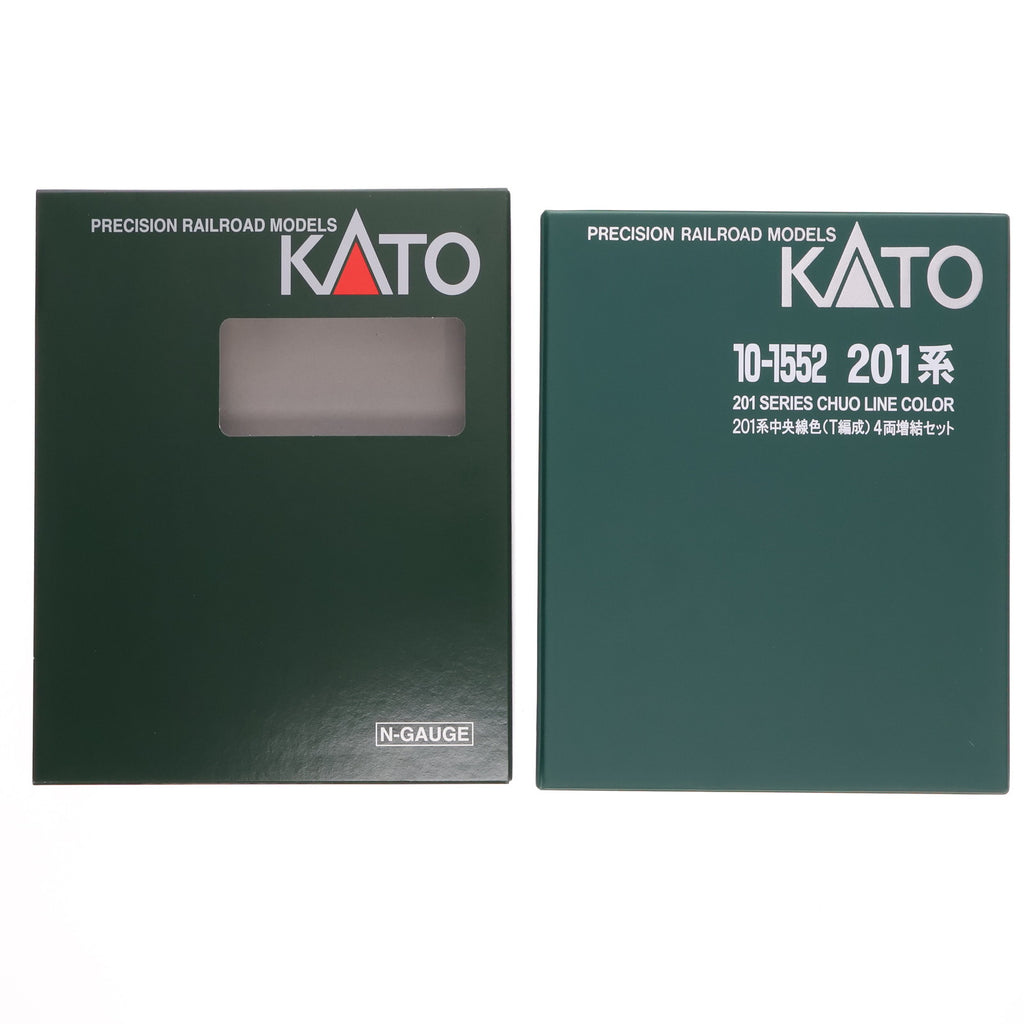 PRECISION RAILROAD MODELS
KATO
N-GAUGE
PRECISION RAILROAD MODELS
KATO
10-1552 201系
201 SERIES CHUO LINE COLOR
201系中央線色(T編成)4両増結セット